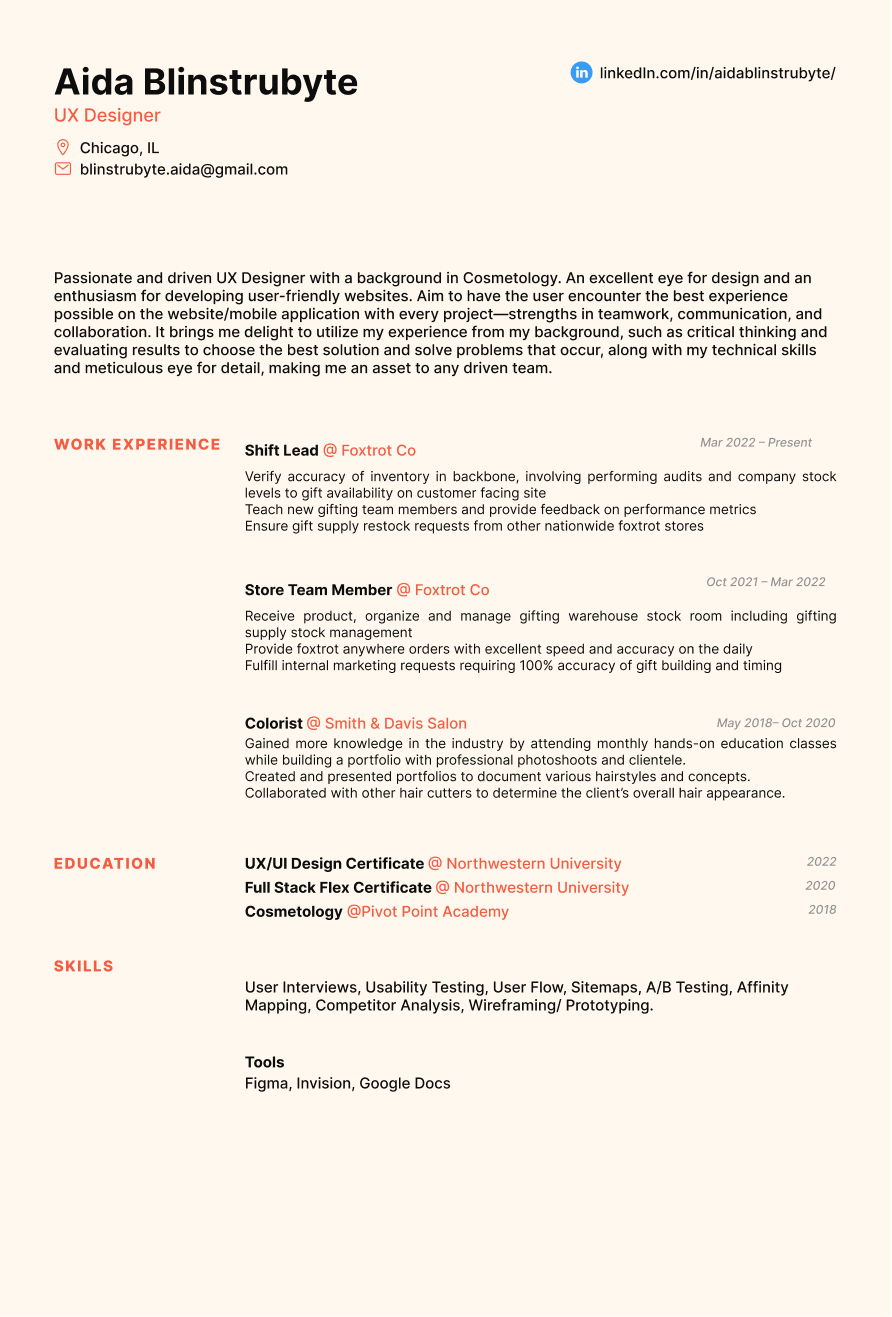 Aida Blinstrubyte
linkedIn.com/in/aidablinstrubyte/
UX Designer
Chicago, IL
blinstrubyte.aida@gmail.com
Passionate and driven UX Designer with a background in Cosmetology. An excellent eye for design and an
enthusiasm for developing user-friendly websites. Aim to have the user encounter the best experience
possible on the website/mobile application with every project—strengths in teamwork, communication, and
collaboration. It brings me delight to utilize my experience from my background, such as critical thinking and
evaluating results to choose the best solution and solve problems that occur, along with my technical skills
and meticulous eye for detail, making me an asset to any driven team.
WORK EXPERIENCE
Shift Lead @ Foxtrot Co
Mar 2022 – Present
Verify accuracy of inventory in backbone, involving performing audits and company stock
levels to gift availability on customer facing site
Teach new gifting team members and provide feedback on performance metrics
Ensure gift supply restock requests from other nationwide foxtrot stores
Store Team Member @ Foxtrot Co
Oct 2021 – Mar 2022
Receive product, organize and manage gifting warehouse stock room including gifting
supply stock management
Provide foxtrot anywhere orders with excellent speed and accuracy on the daily
Fulfill internal marketing requests requiring 100% accuracy of gift building and timing
Colorist @ Smith & Davis Salon
May 2018– Oct 2020
Gained more knowledge in the industry by attending monthly hands-on education classes
while building a portfolio with professional photoshoots and clientele.
Created and presented portfolios to document various hairstyles and concepts.
Collaborated with other hair cutters to determine the client’s overall hair appearance.
EDUCATION
UX/UI Design Certificate @ Northwestern University
2022
Full Stack Flex Certificate @ Northwestern University
2020
Cosmetology @Pivot Point Academy
2018
SKILLS
User Interviews, Usability Testing, User Flow, Sitemaps, A/B Testing, Affinity
Mapping, Competitor Analysis, Wireframing/ Prototyping.
Tools
Figma, Invision, Google Docs